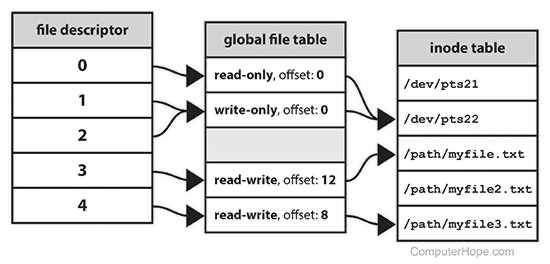 file descriptor
0
1
2
3
4
global file table
read-only, offset: 0
write-only, offset: 0
read-write, offset: 12
read-write, offset: 8
inode table
/dev/pts21
/dev/pts22
/path/myfile.txt
/path/myfile2.txt
/path/myfile3.txt
ComputerHope.com